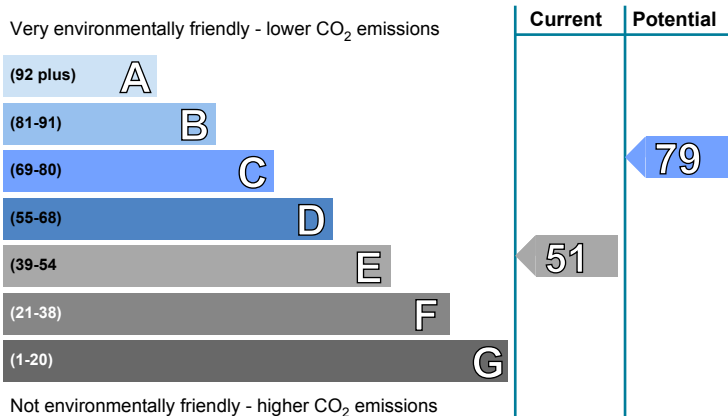 Very environmentally friendly - lower CO₂ emissions
Current
Potential
(92 plus) A
(81-91) B
(69-80) C
79
(55-68) D
(39-54 E
51
(21-38) F
(1-20) G
Not environmentally friendly - higher CO₂ emissions